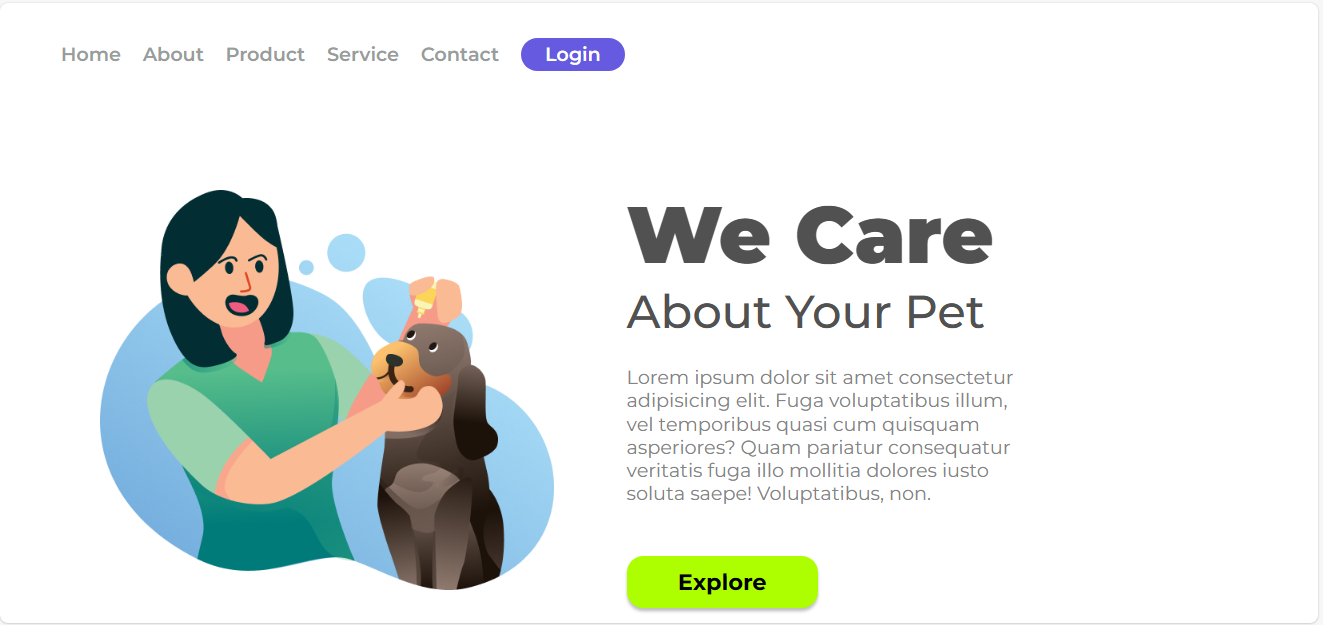 Home About Product Service Contact Login
We Care
About Your Pet
Lorem ipsum dolor sit amet consectetur
adipisicing elit. Fuga voluptatibus illum,
vel temporibus quasi cum quisquam
asperiores? Quam pariatur consequatur
veritatis fuga illo mollitia dolores iusto
soluta saepe! Voluptatibus, non.
Explore